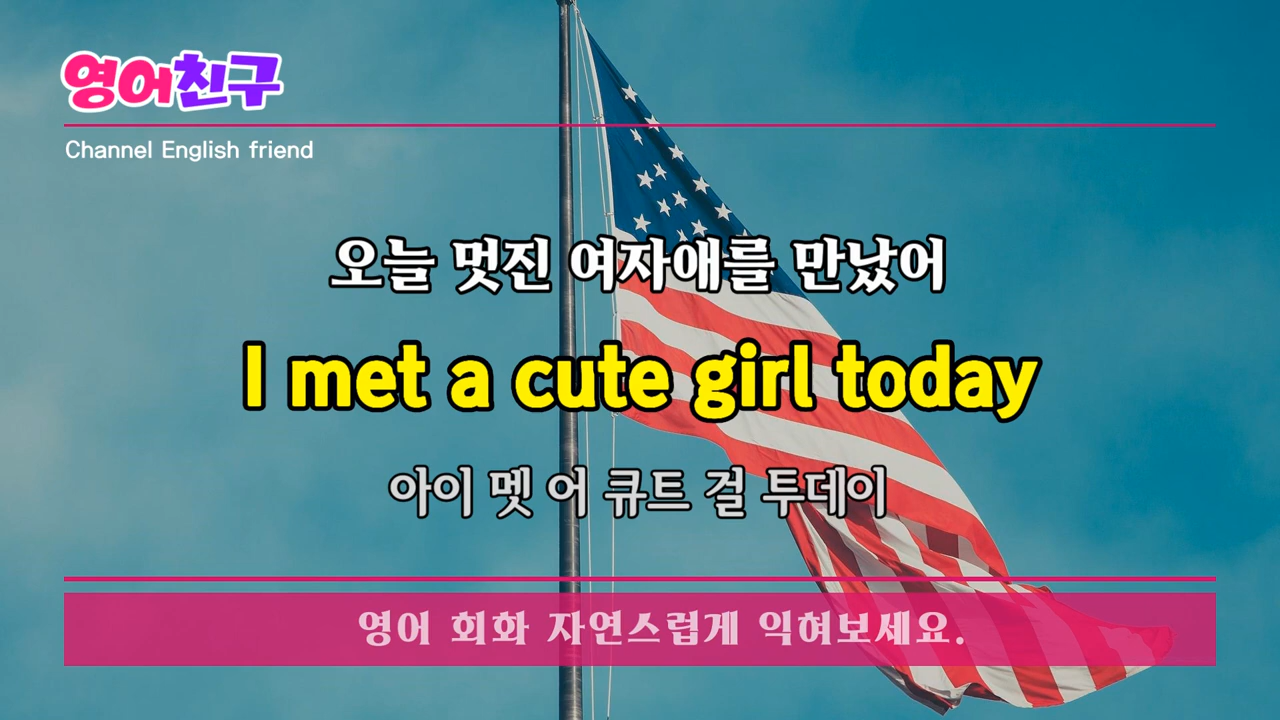 영어친구
Channel English friend
오늘 멋진 여자애를 만났어
I met a cute girl today
아이 멧 어 큐트 걸 투데이
영어 회화 자연스럽게 익혀보세요.